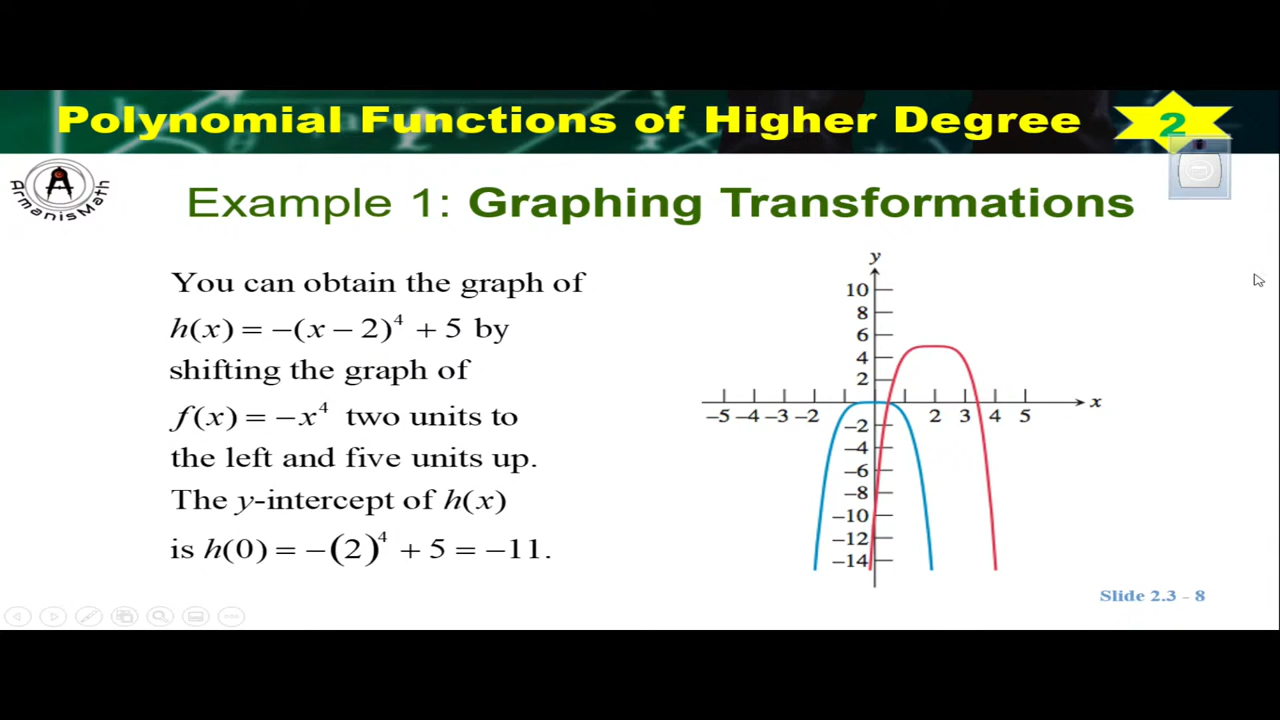 Polynomial Functions of Higher Degree
2
ArmanisMath
Example 1: Graphing Transformations
You can obtain the graph of
h(x) = −(x − 2)⁴ + 5 by
shifting the graph of
f(x) = −x⁴ two units to
the left and five units up.
The y-intercept of h(x)
is h(0) = −(2)⁴ + 5 = −11.
y
10
8
6
4
2
−5 −4 −3 −2 2 3 4 5 x
−2
−4
−6
−8
−10
−12
−14
Slide 2.3 - 8